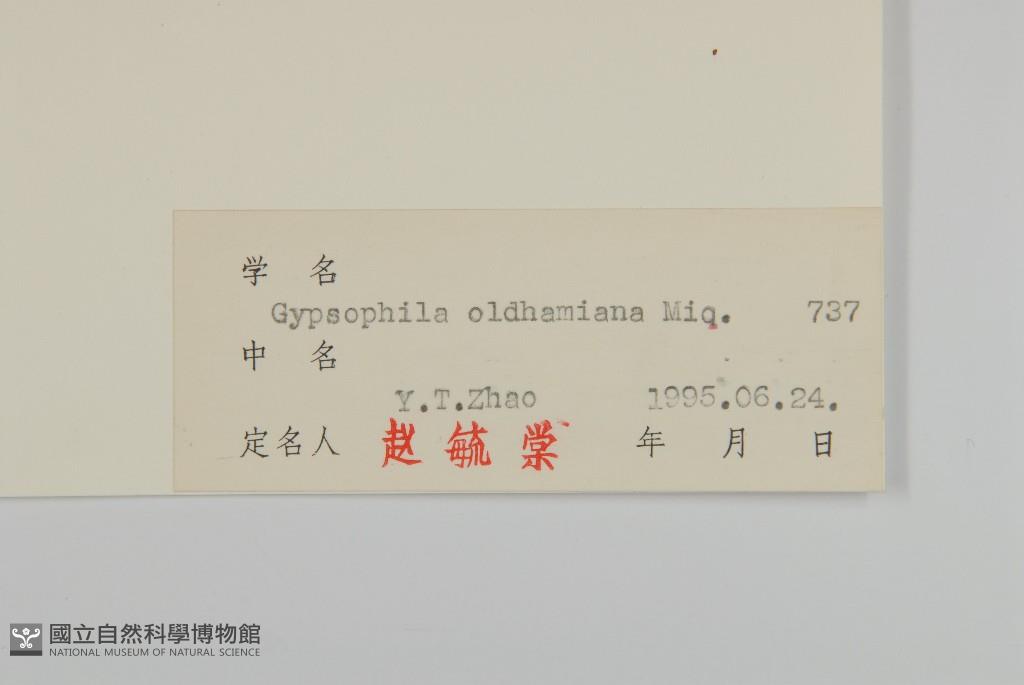 学 名
Gypsophila oldhamiana Miq. 737
中 名
Y.T.Zhao 1995.06.24.
定名人 赵毓棠 年 月 日
國立自然科學博物館
NATIONAL MUSEUM OF NATURAL SCIENCE